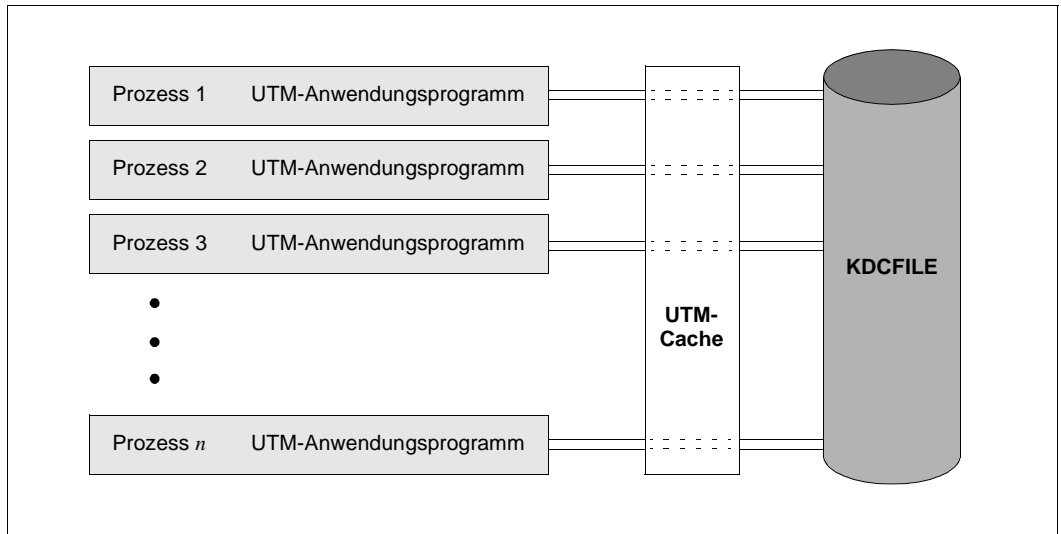 Prozess 1 UTM-Anwendungsprogramm
Prozess 2 UTM-Anwendungsprogramm
Prozess 3 UTM-Anwendungsprogramm
Prozess n UTM-Anwendungsprogramm
UTM-
Cache
KDCFILE